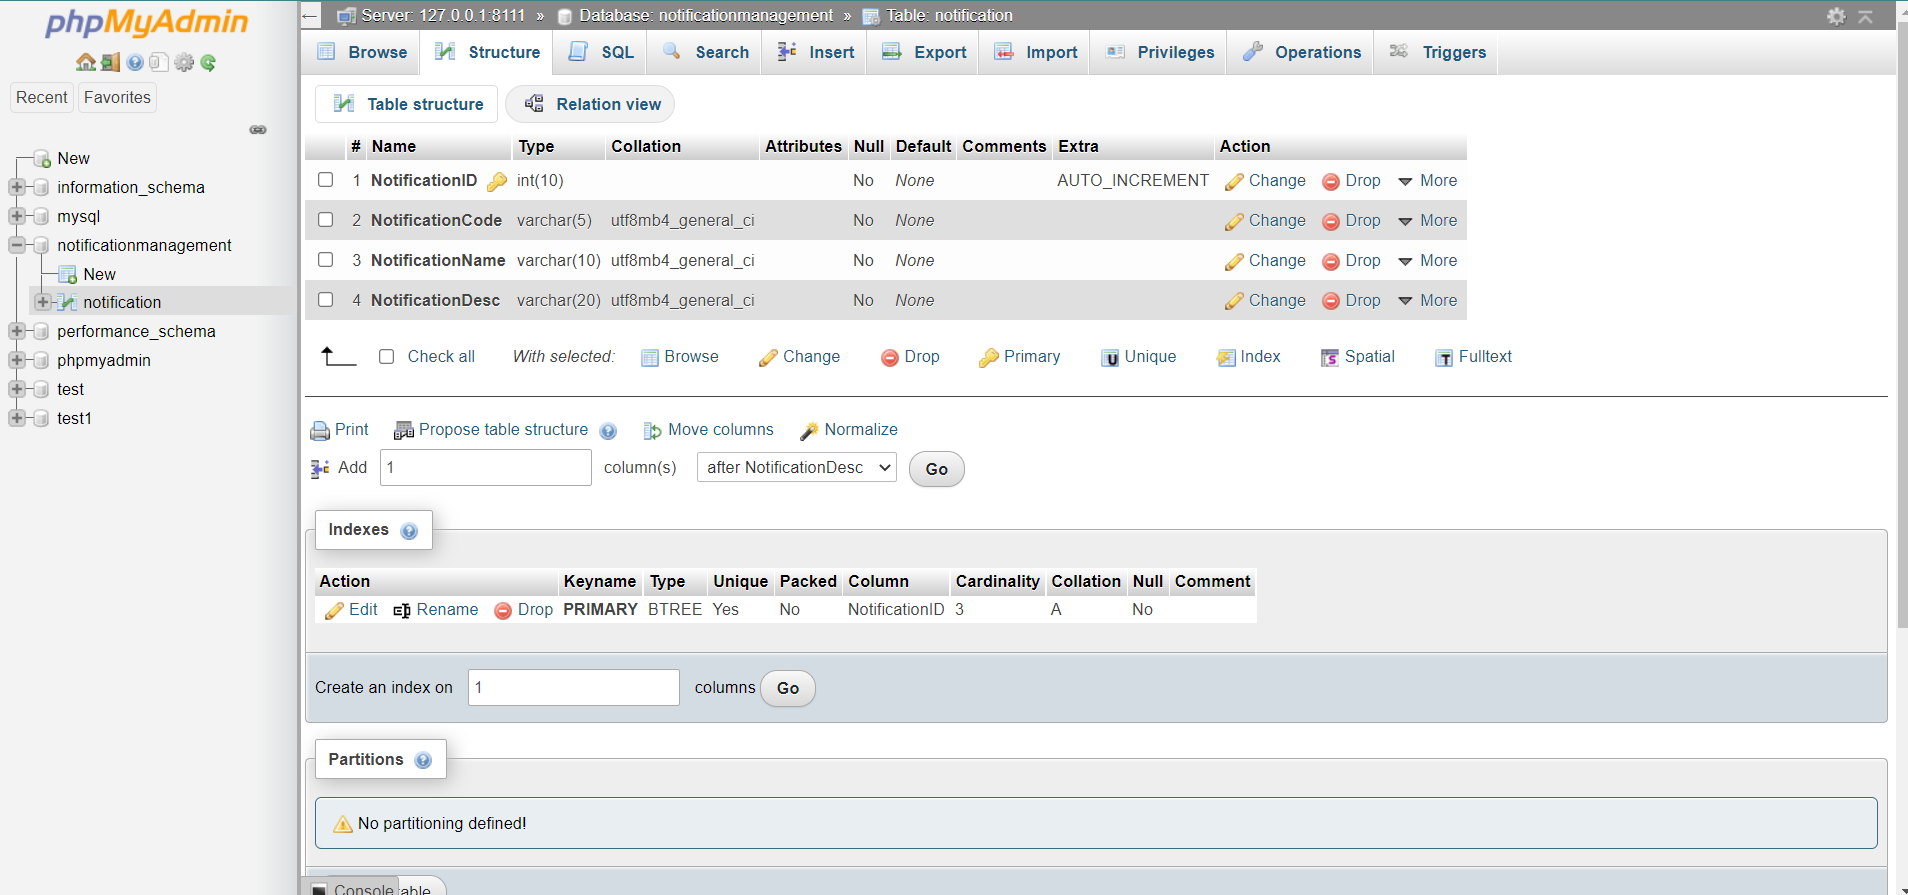 phpMyAdmin
Recent Favorites
New
information_schema
mysql
notificationmanagement
New
notification
performance_schema
phpmyadmin
test
test1
Server: 127.0.0.1:8111 » Database: notificationmanagement » Table: notification
Browse Structure SQL Search Insert Export Import Privileges Operations Triggers
Table structure Relation view
# Name Type Collation Attributes Null Default Comments Extra Action
1 NotificationID int(10) No None AUTO_INCREMENT Change Drop More
2 NotificationCode varchar(5) utf8mb4_general_ci No None Change Drop More
3 NotificationName varchar(10) utf8mb4_general_ci No None Change Drop More
4 NotificationDesc varchar(20) utf8mb4_general_ci No None Change Drop More
Check all With selected: Browse Change Drop Primary Unique Index Spatial Fulltext
Print Propose table structure Move columns Normalize
Add 1 column(s) after NotificationDesc Go
Indexes
Action Keyname Type Unique Packed Column Cardinality Collation Null Comment
Edit Rename Drop PRIMARY BTREE Yes No NotificationID 3 A No
Create an index on 1 columns Go
Partitions
No partitioning defined!
Console able